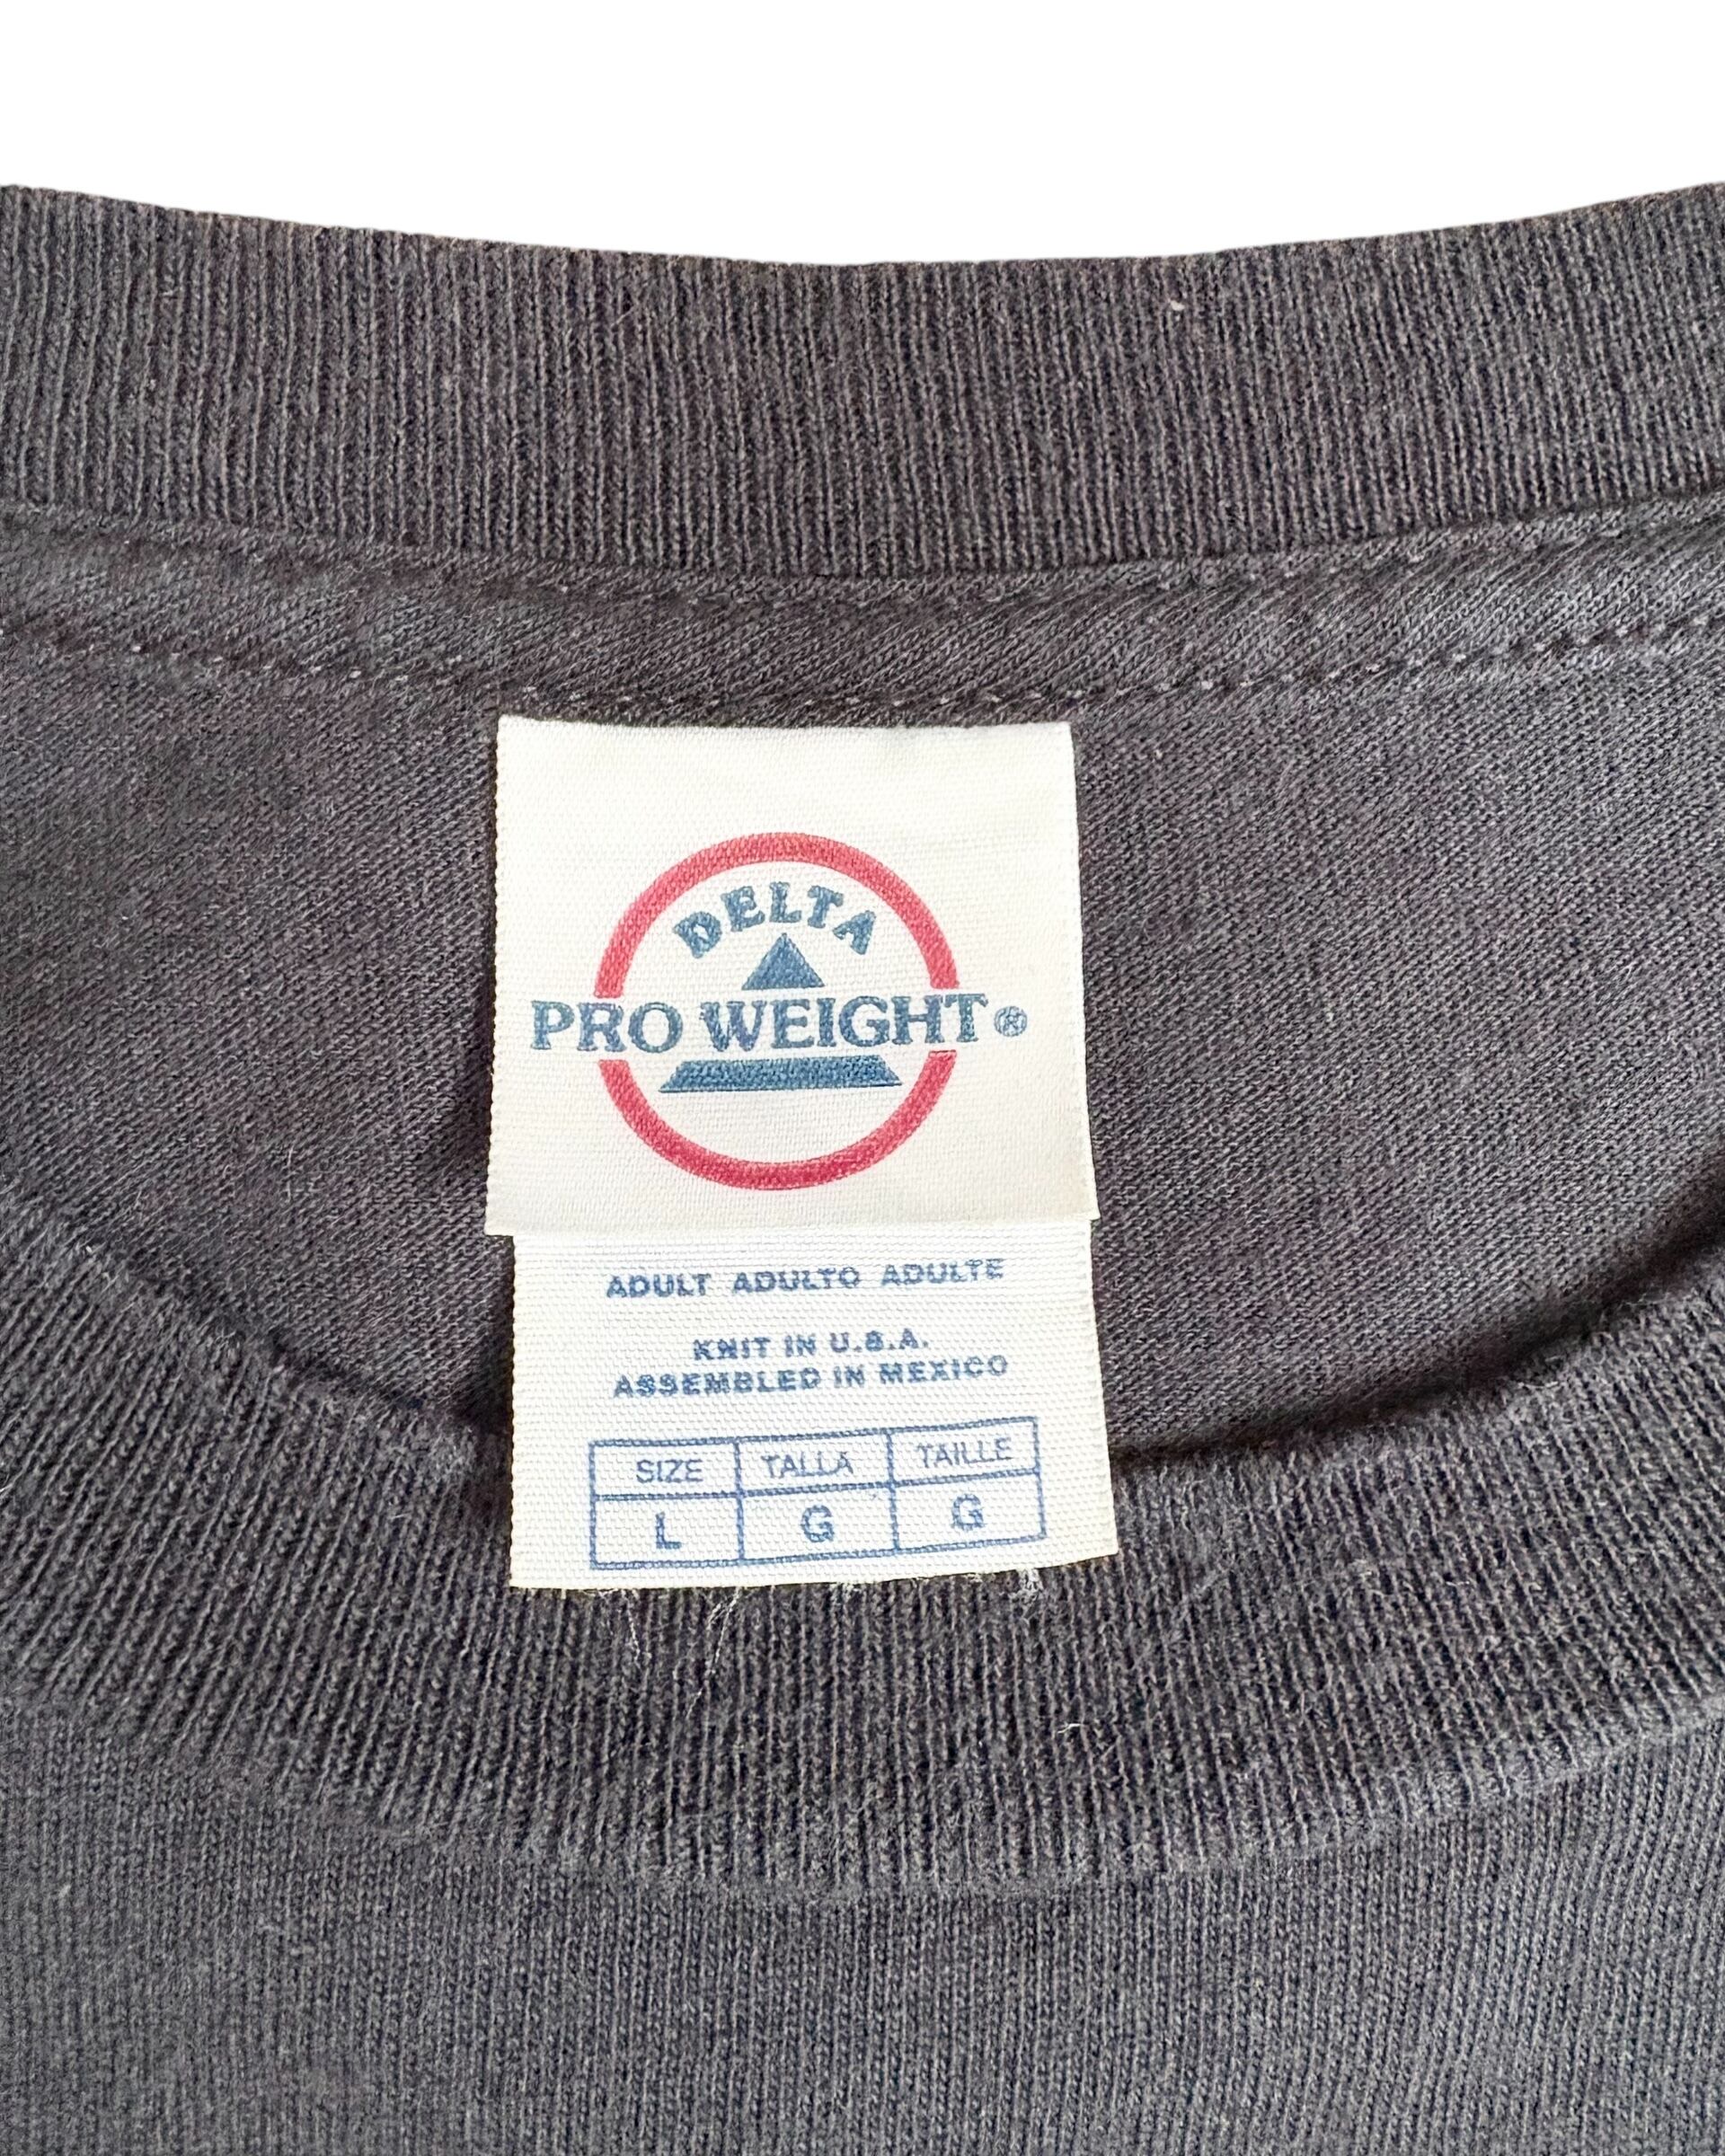 DELTA
PRO WEIGHT®
ADULT ADULTO ADULTE
KNIT IN U.S.A.
ASSEMBLED IN MEXICO
SIZE TALLA TAILLE
L G G